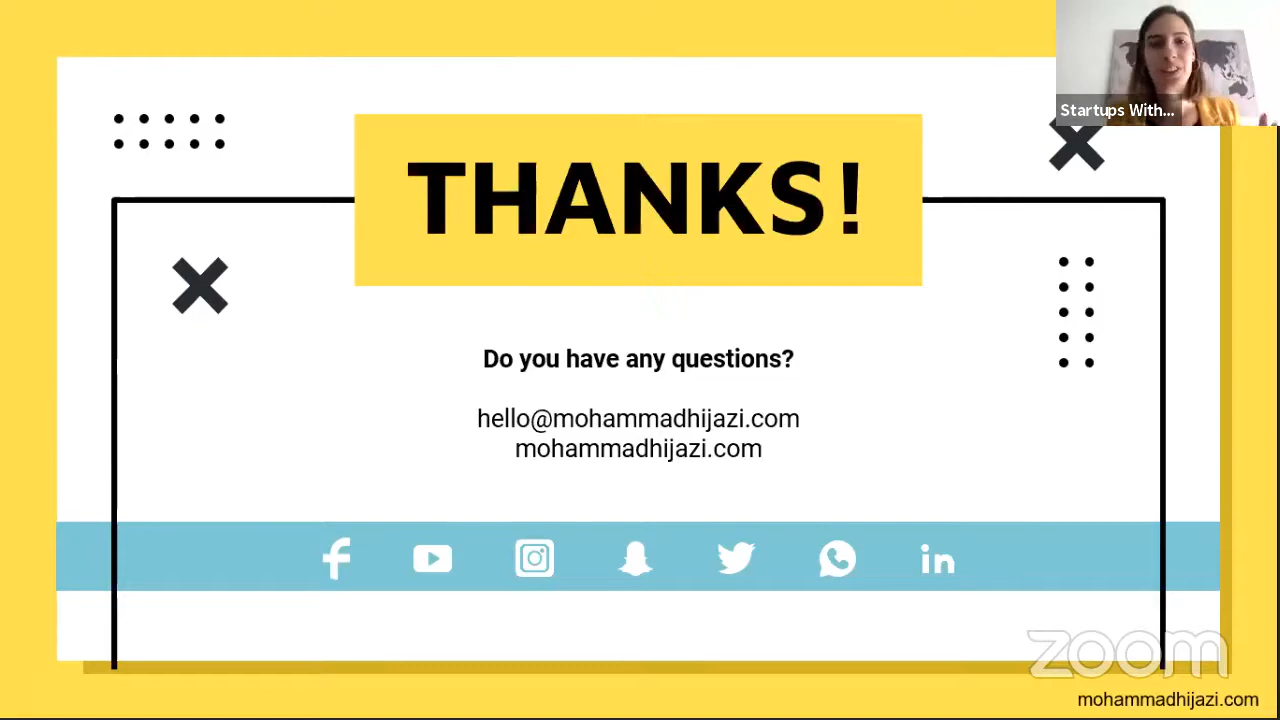 Startups With...
THANKS!
Do you have any questions?
hello@mohammadhijazi.com
mohammadhijazi.com
zoom
mohammadhijazi.com